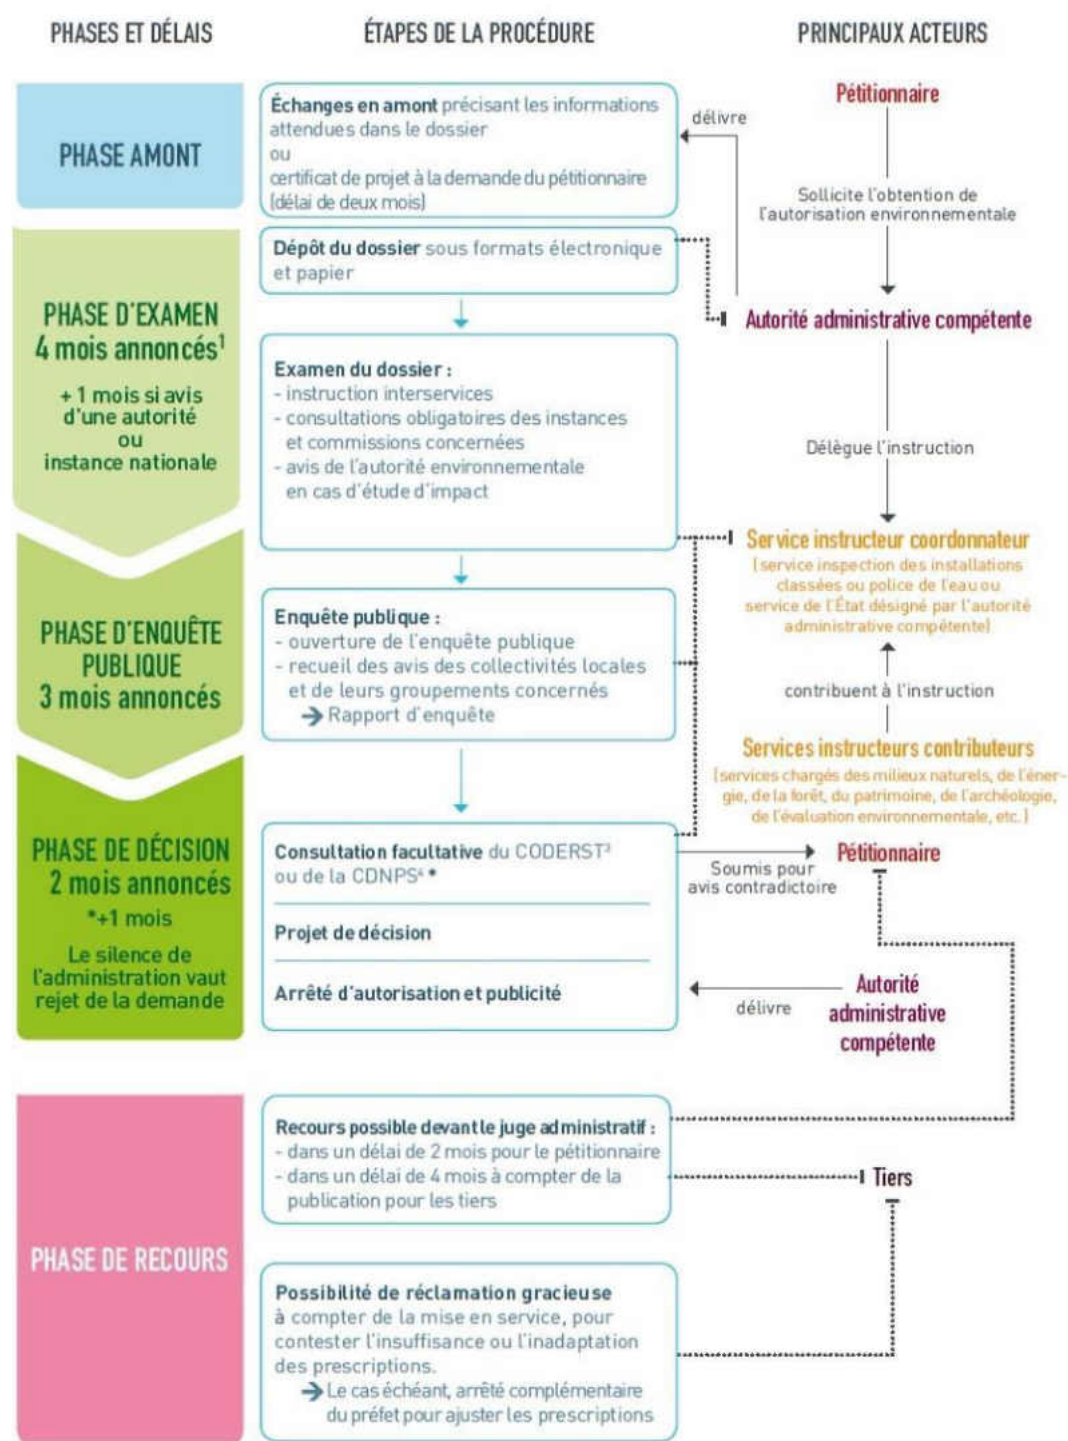 PHASES ET DÉLAIS
ÉTAPES DE LA PROCÉDURE
PRINCIPAUX ACTEURS
PHASE AMONT
Échanges en amont précisant les informations
attendues dans le dossier
ou
certificat de projet à la demande du pétitionnaire
(délai de deux mois)
délivre
Pétitionnaire
Sollicite l'obtention de
l'autorisation environnementale
PHASE D'EXAMEN
4 mois annoncés¹
+ 1 mois si avis
d'une autorité
ou
instance nationale
Dépôt du dossier sous formats électronique
et papier
Autorité administrative compétente
Examen du dossier :
- instruction interservices
- consultations obligatoires des instances
et commissions concernées
- avis de l'autorité environnementale
en cas d'étude d'impact
Délègue l'instruction
Service instructeur coordonnateur
(service inspection des installations
classées ou police de l'eau ou
service de l'État désigné par l'autorité
administrative compétente)
PHASE D'ENQUÊTE
PUBLIQUE
3 mois annoncés
Enquête publique :
- ouverture de l'enquête publique
- recueil des avis des collectivités locales
et de leurs groupements concernés
→ Rapport d'enquête
contribuent à l'instruction
Services instructeurs contributeurs
(services chargés des milieux naturels, de l'éner-
gie, de la forêt, du patrimoine, de l'archéologie,
de l'évaluation environnementale, etc.)
PHASE DE DÉCISION
2 mois annoncés
*+1 mois
Le silence de
l'administration vaut
rejet de la demande
Consultation facultative du CODERST³
ou de la CDNPS⁴ *
Projet de décision
Arrêté d'autorisation et publicité
Soumis pour
avis contradictoire
Pétitionnaire
délivre
Autorité
administrative
compétente
PHASE DE RECOURS
Recours possible devant le juge administratif :
- dans un délai de 2 mois pour le pétitionnaire
- dans un délai de 4 mois à compter de la
publication pour les tiers
Tiers
Possibilité de réclamation gracieuse
à compter de la mise en service, pour
contester l'insuffisance ou l'inadaptation
des prescriptions.
→ Le cas échéant, arrêté complémentaire
du préfet pour ajuster les prescriptions